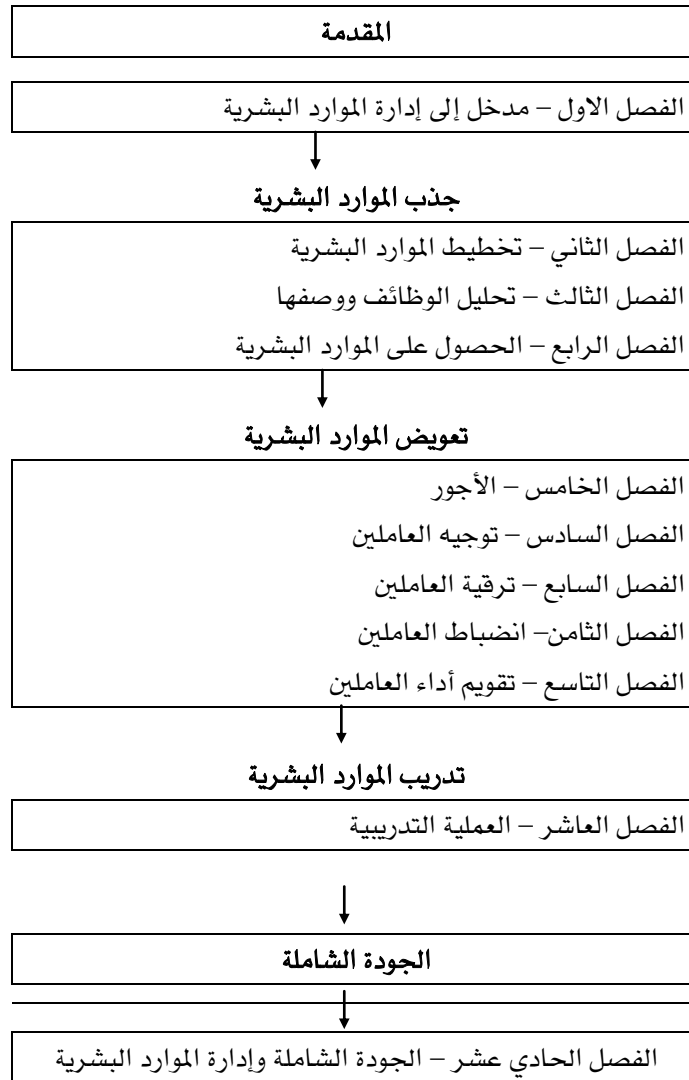 المقدمة
الفصل الاول – مدخل إلى إدارة الموارد البشرية
جذب الموارد البشرية
الفصل الثاني – تخطيط الموارد البشرية
الفصل الثالث – تحليل الوظائف ووصفها
الفصل الرابع – الحصول على الموارد البشرية
تعويض الموارد البشرية
الفصل الخامس – الأجور
الفصل السادس – توجيه العاملين
الفصل السابع – ترقية العاملين
الفصل الثامن– انضباط العاملين
الفصل التاسع – تقويم أداء العاملين
تدريب الموارد البشرية
الفصل العاشر – العملية التدريبية
الجودة الشاملة
الفصل الحادي عشر – الجودة الشاملة وإدارة الموارد البشرية